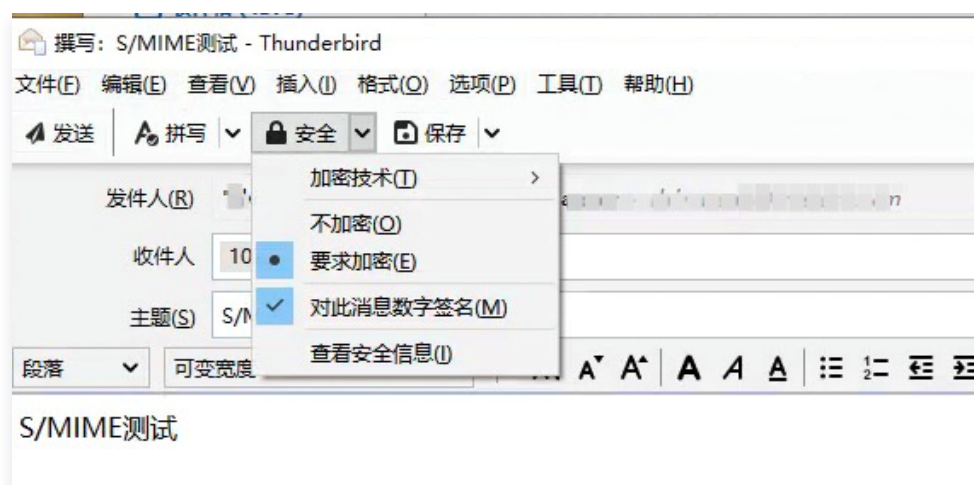 撰写：S/MIME测试 - Thunderbird
文件(F) 编辑(E) 查看(V) 插入(I) 格式(O) 选项(P) 工具(T) 帮助(H)
发送 拼写 安全 保存
加密技术(T)
发件人(R)
不加密(O)
收件人 10
要求加密(E)
主题(S) S/
对此消息数字签名(M)
查看安全信息(I)
段落 可变宽度
S/MIME测试